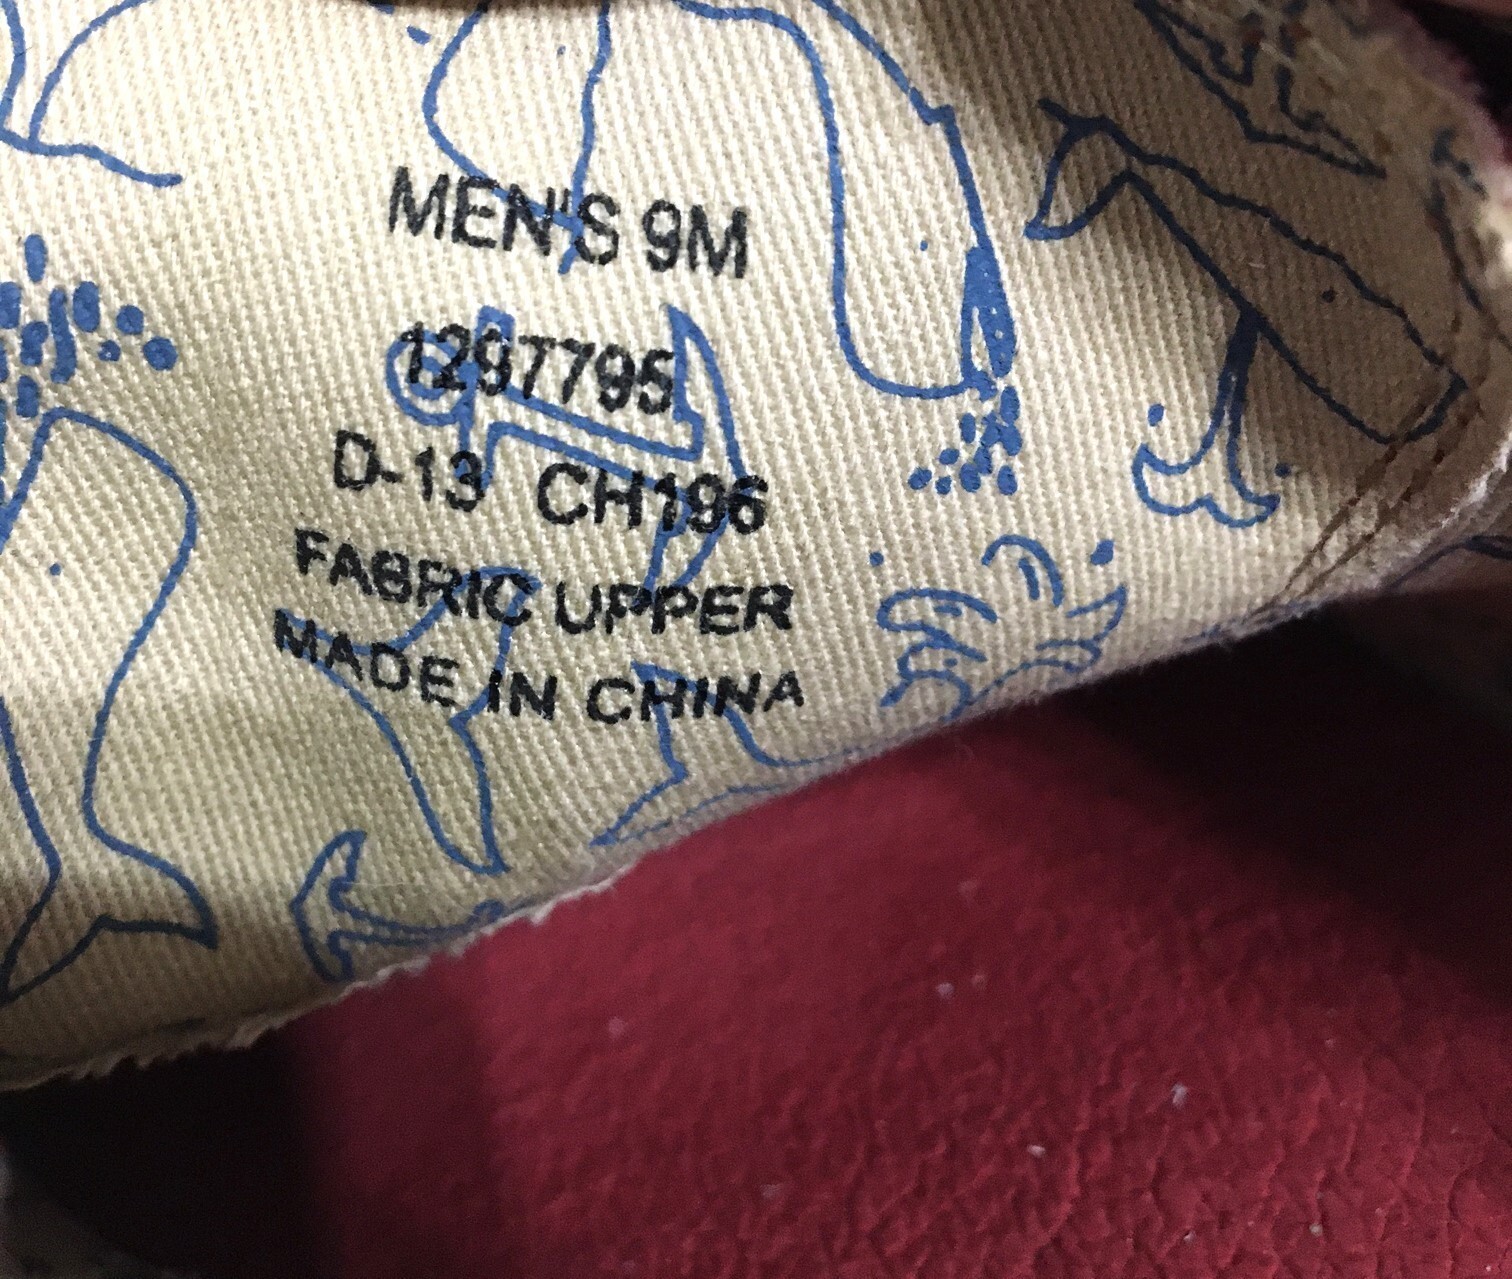 MEN'S 9M
1297795
D-13 CH196
FABRIC UPPER
MADE IN CHINA